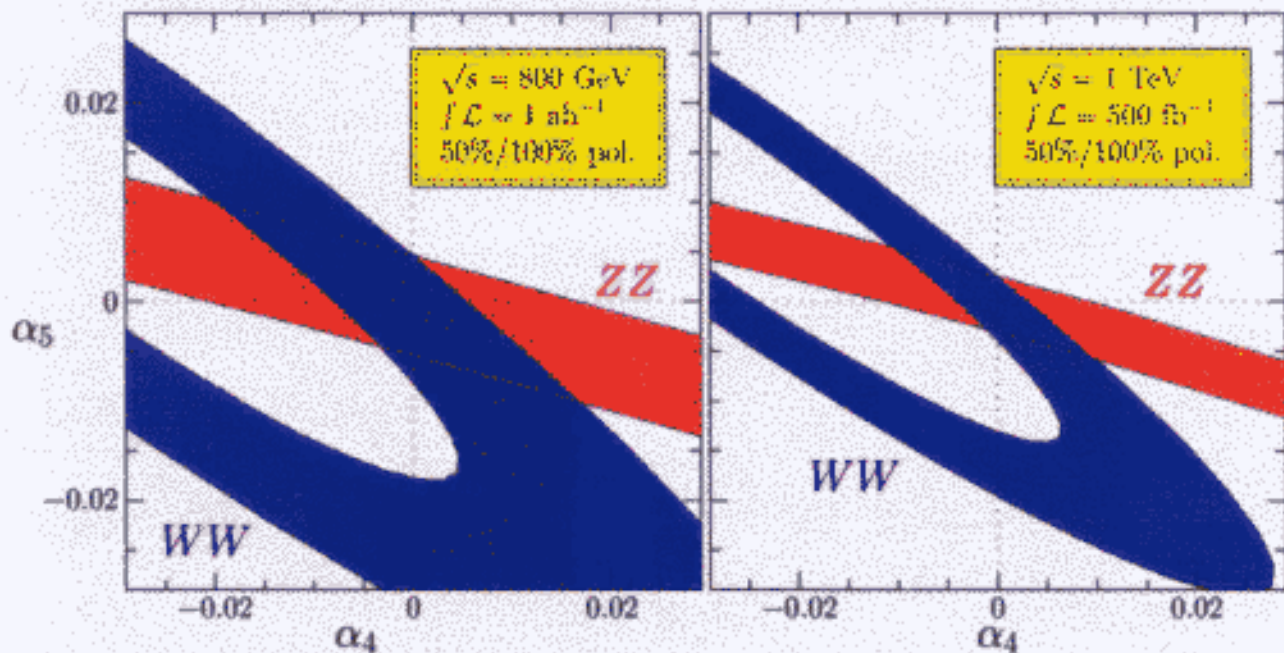 √s = 800 GeV
∫ℒ = 1 ab⁻¹
50%/100% pol.
√s = 1 TeV
∫ℒ = 500 fb⁻¹
50%/100% pol.
0.02
0
−0.02
α₅
ZZ
WW
ZZ
WW
−0.02 0 0.02
α₄
−0.02 0 0.02
α₄